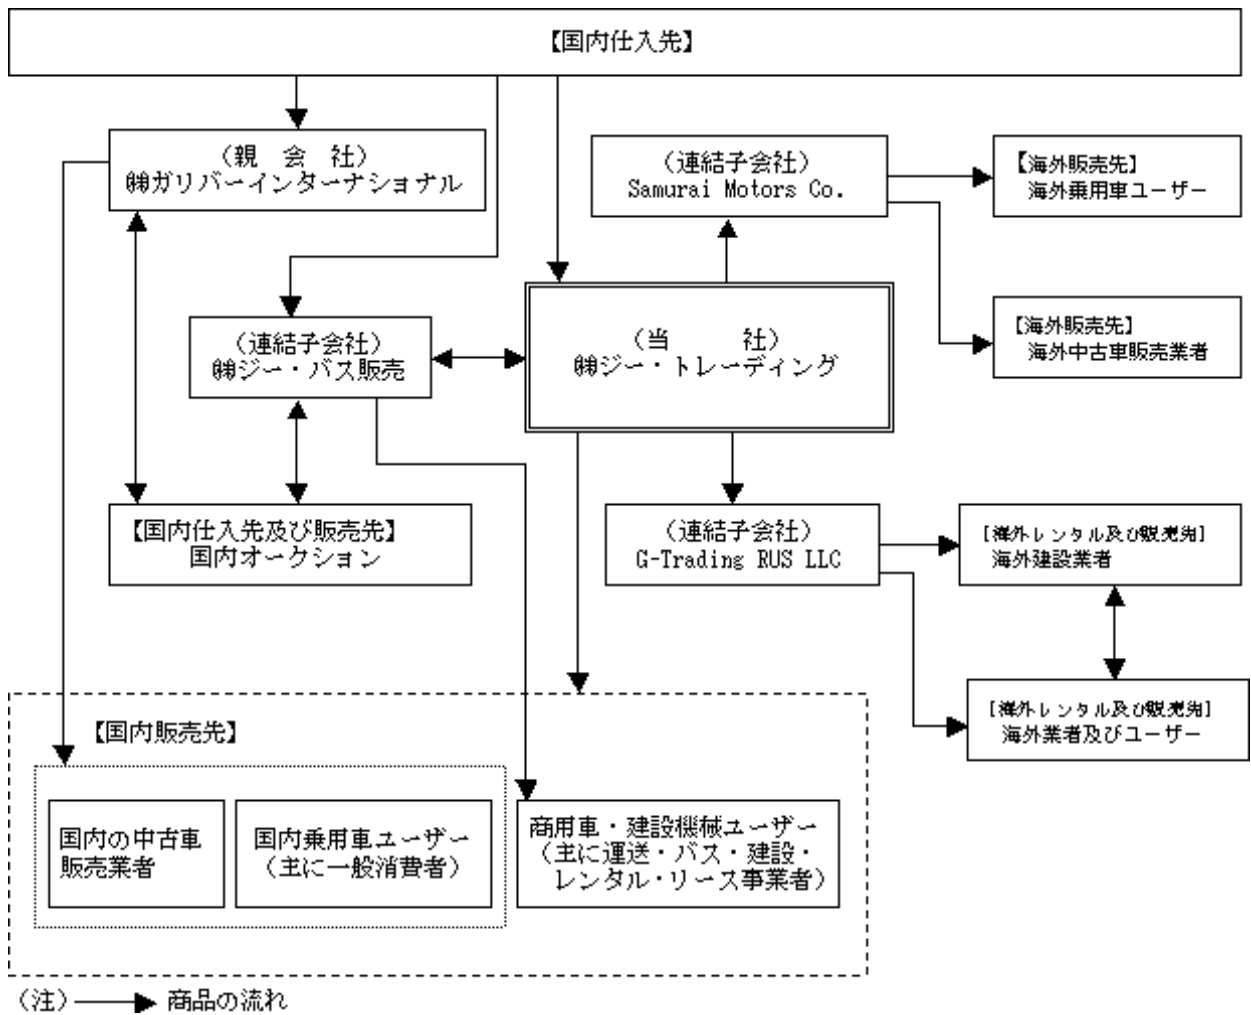 【国内仕入先】
(親　会　社)
㈱ガリバーインターナショナル
(連結子会社)
Samurai Motors Co.
【海外販売先】
海外乗用車ユーザー
(連結子会社)
㈱ジー・バス販売
(当　　　社)
㈱ジー・トレーディング
【海外販売先】
海外中古車販売業者
【国内仕入先及び販売先】
国内オークション
(連結子会社)
G-Trading RUS LLC
[海外レンタル及び販売先]
海外建設業者
[海外レンタル及び販売先]
海外業者及びユーザー
【国内販売先】
国内の中古車
販売業者
国内乗用車ユーザー
(主に一般消費者)
商用車・建設機械ユーザー
(主に運送・バス・建設・
レンタル・リース事業者)
(注) 商品の流れ